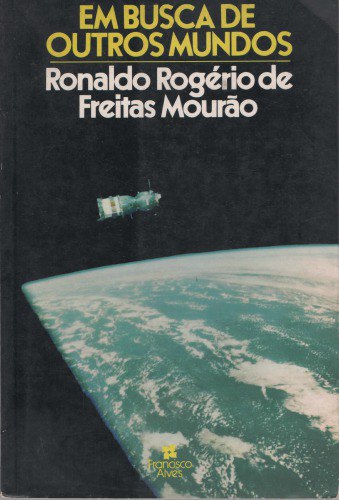 EM BUSCA DE
OUTROS MUNDOS
Ronaldo Rogério de
Freitas Mourão
Francisco
Alves